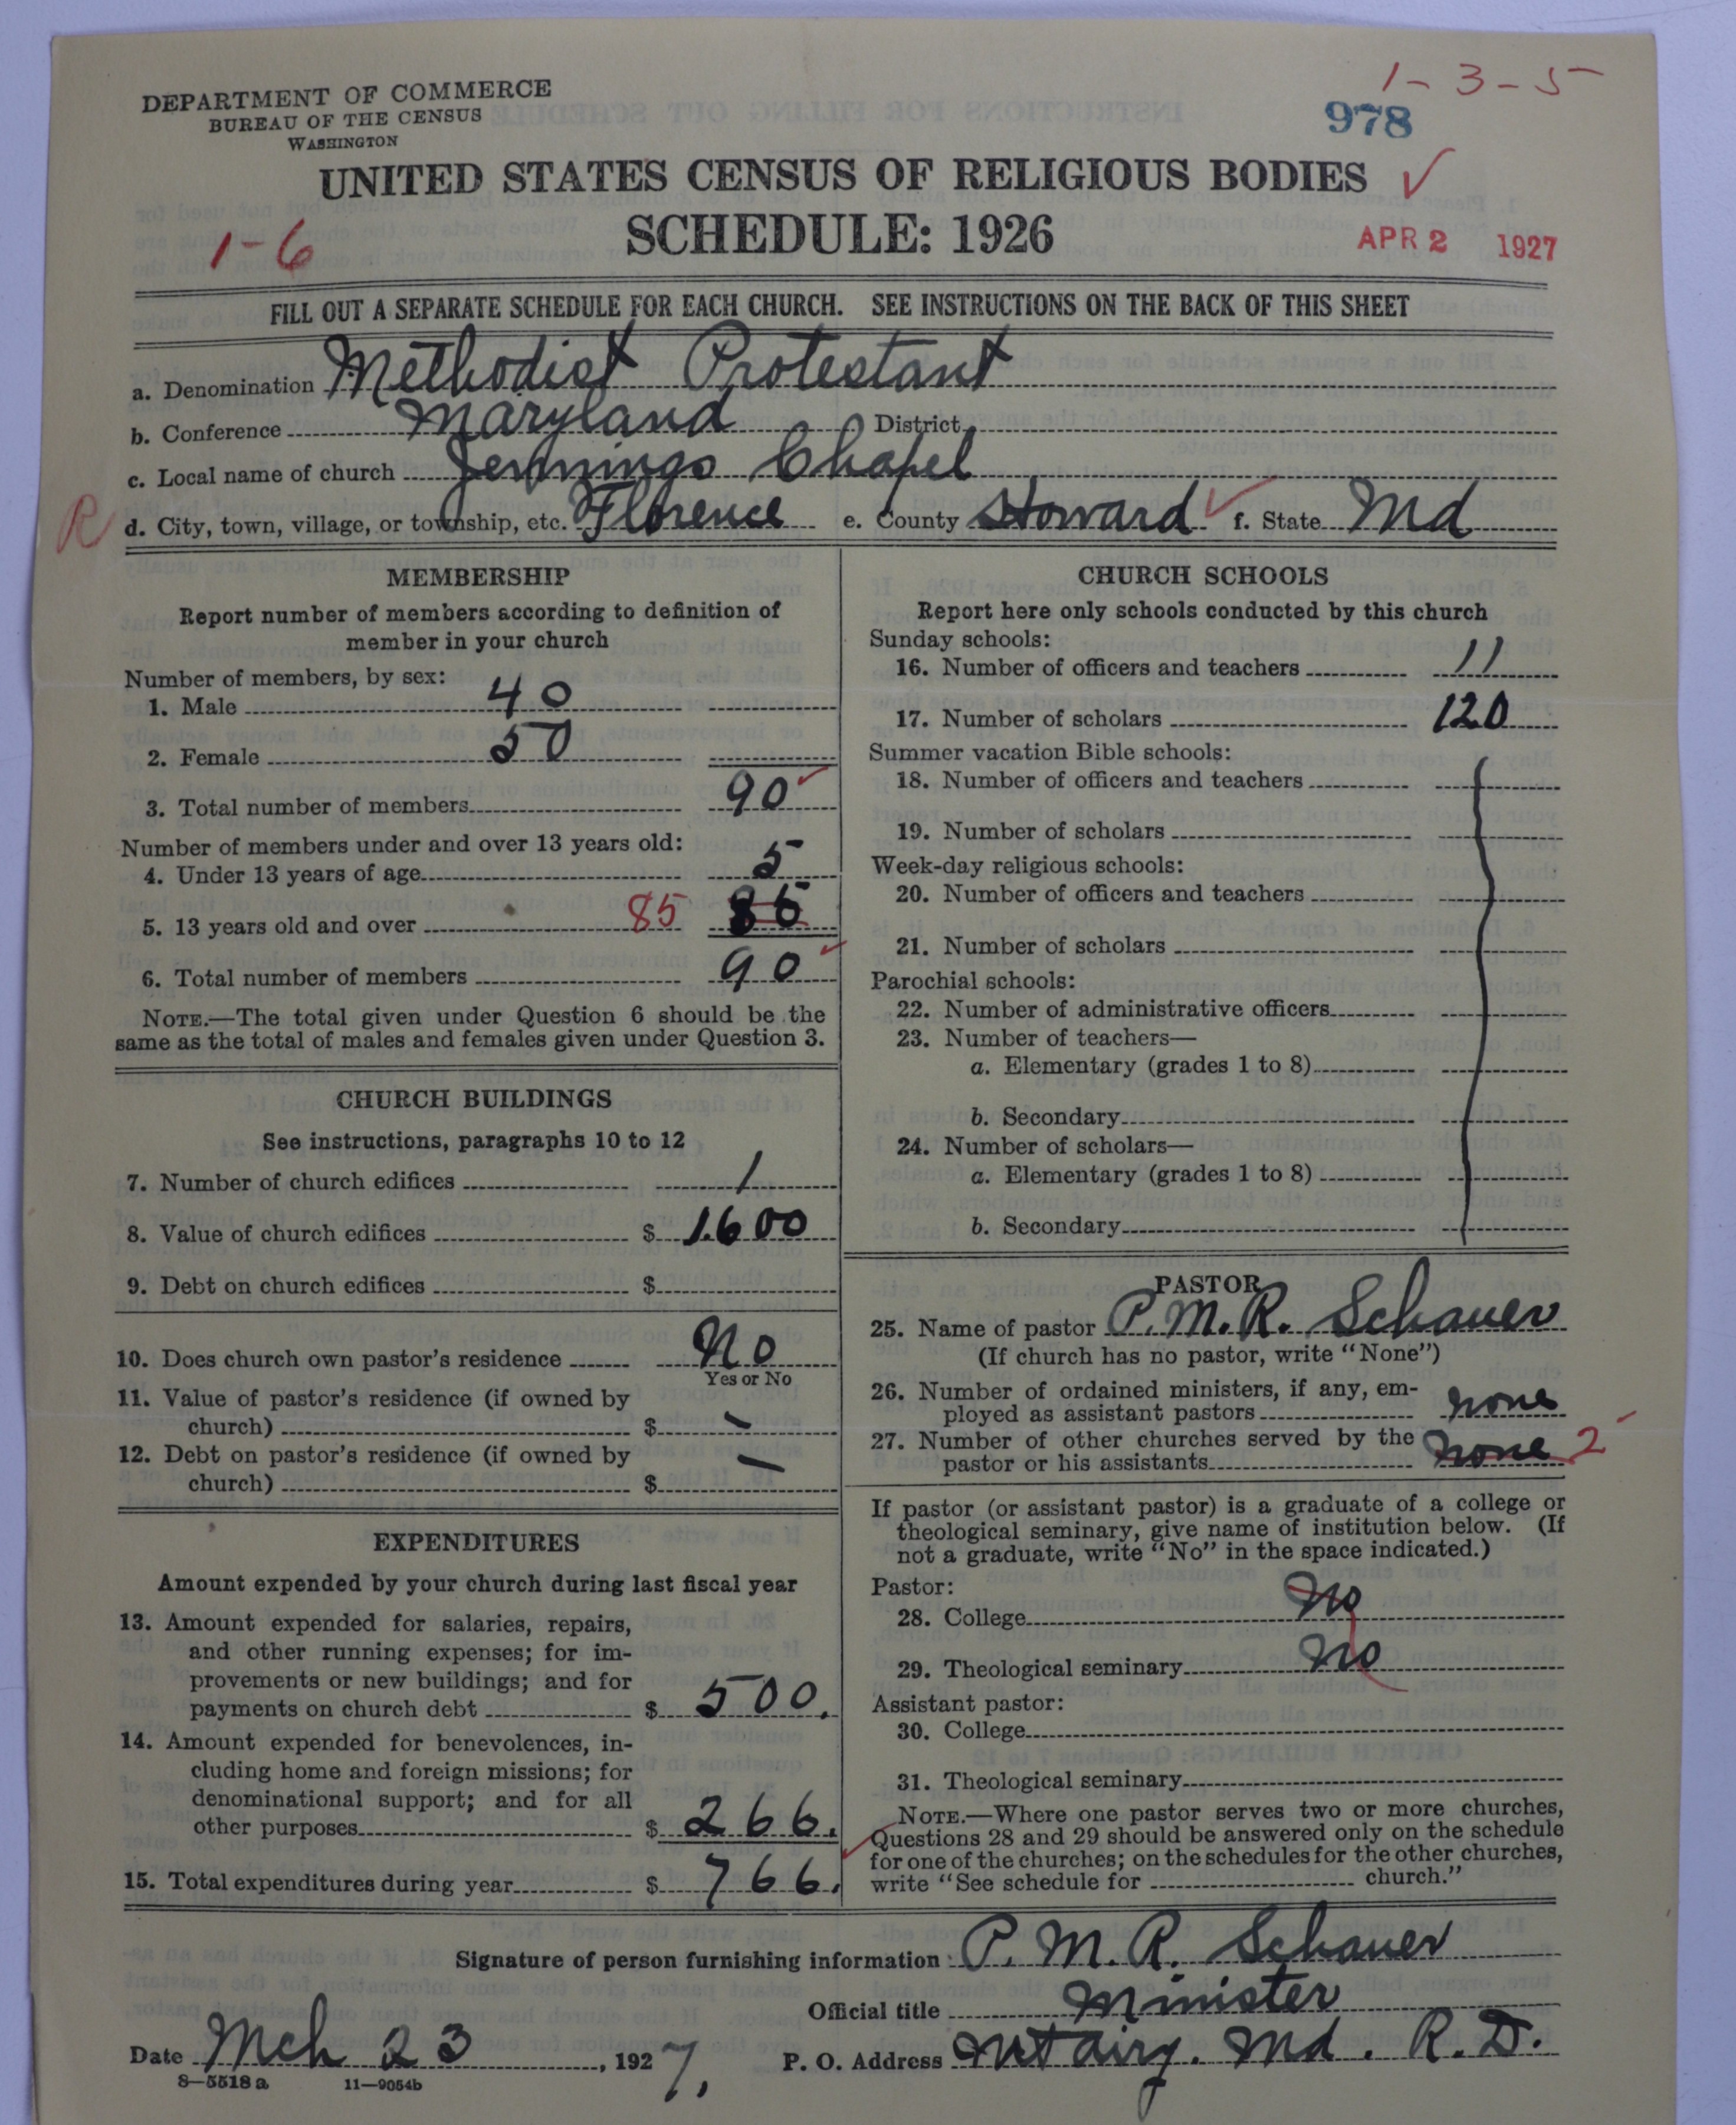 1-3-5
DEPARTMENT OF COMMERCE
BUREAU OF THE CENSUS
WASHINGTON
978
UNITED STATES CENSUS OF RELIGIOUS BODIES
SCHEDULE: 1926
1-6
APR 2 1927
FILL OUT A SEPARATE SCHEDULE FOR EACH CHURCH. SEE INSTRUCTIONS ON THE BACK OF THIS SHEET
a. Denomination Methodist Protestant
b. Conference Maryland District
c. Local name of church Jennings Chapel
R d. City, town, village, or township, etc. Florence e. County Howard f. State Md
MEMBERSHIP
Report number of members according to definition of
member in your church
Number of members, by sex:
1. Male 40
2. Female 50
3. Total number of members 90
Number of members under and over 13 years old:
4. Under 13 years of age 5
5. 13 years old and over 85 86
6. Total number of members 90
NOTE.—The total given under Question 6 should be the
same as the total of males and females given under Question 3.
CHURCH BUILDINGS
See instructions, paragraphs 10 to 12
7. Number of church edifices 1
8. Value of church edifices $ 1600
9. Debt on church edifices $
10. Does church own pastor's residence No
Yes or No
11. Value of pastor's residence (if owned by
church) $ —
12. Debt on pastor's residence (if owned by
church) $ —
EXPENDITURES
Amount expended by your church during last fiscal year
13. Amount expended for salaries, repairs,
and other running expenses; for im-
provements or new buildings; and for
payments on church debt $ 500.
14. Amount expended for benevolences, in-
cluding home and foreign missions; for
denominational support; and for all
other purposes $ 266.
15. Total expenditures during year $ 766.
CHURCH SCHOOLS
Report here only schools conducted by this church
Sunday schools:
16. Number of officers and teachers 11
17. Number of scholars 120
Summer vacation Bible schools:
18. Number of officers and teachers
19. Number of scholars
Week-day religious schools:
20. Number of officers and teachers
21. Number of scholars
Parochial schools:
22. Number of administrative officers
23. Number of teachers—
a. Elementary (grades 1 to 8)
b. Secondary
24. Number of scholars—
a. Elementary (grades 1 to 8)
b. Secondary
PASTOR
25. Name of pastor P. M. R. Schauer
(If church has no pastor, write "None")
26. Number of ordained ministers, if any, em-
ployed as assistant pastors none
27. Number of other churches served by the
pastor or his assistants none 2
If pastor (or assistant pastor) is a graduate of a college or
theological seminary, give name of institution below. (If
not a graduate, write "No" in the space indicated.)
Pastor:
28. College No
29. Theological seminary No
Assistant pastor:
30. College
31. Theological seminary
NOTE.—Where one pastor serves two or more churches,
Questions 28 and 29 should be answered only on the schedule
for one of the churches; on the schedules for the other churches,
write "See schedule for church."
Signature of person furnishing information P. M. R. Schauer
Official title Minister
Date Mch 23, 1927, P. O. Address Mt Airy. Md. R. D.
8—5518 a 11—9054b